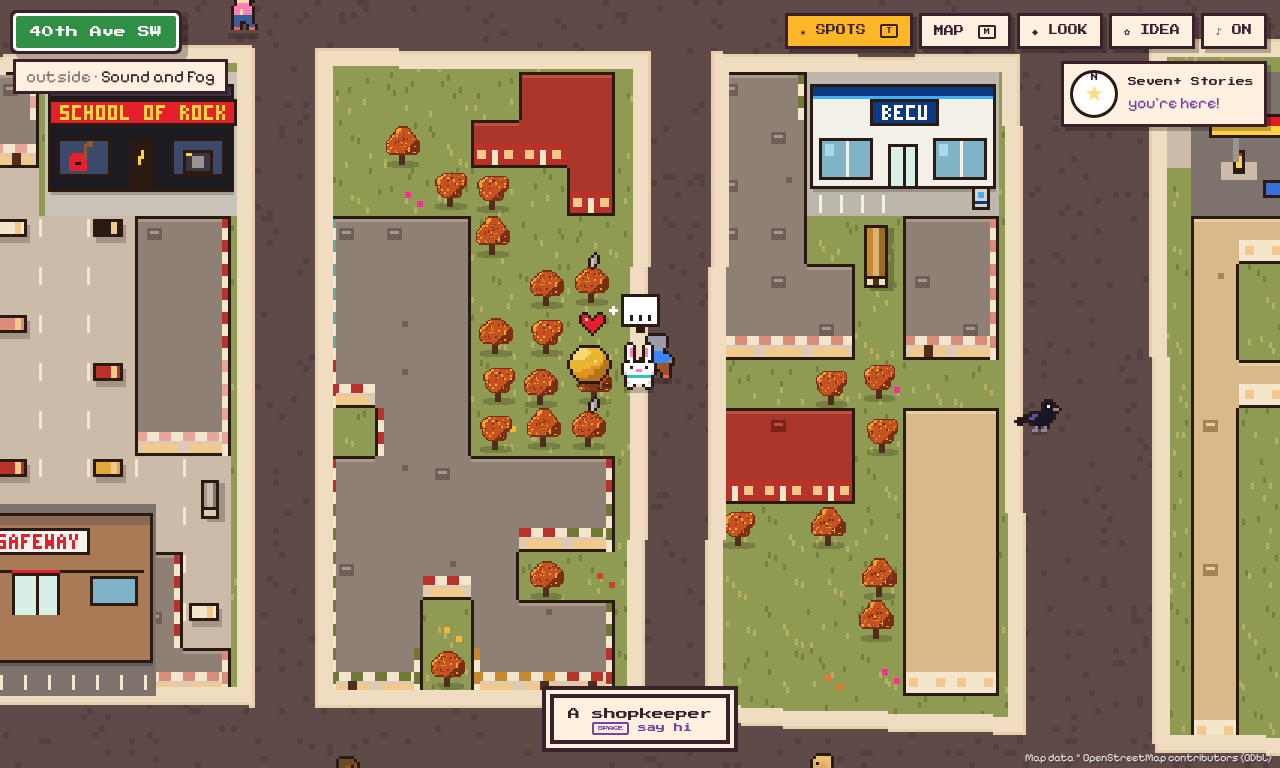 40th Ave SW
outside · Sound and Fog
★ SPOTS T
MAP M
◆ LOOK
✿ IDEA
♪ ON
N
Seven+ Stories
you're here!
SCHOOL OF ROCK
BECU
SAFEWAY
A shopkeeper
SPACE say hi
Map data © OpenStreetMap contributors (ODbL)